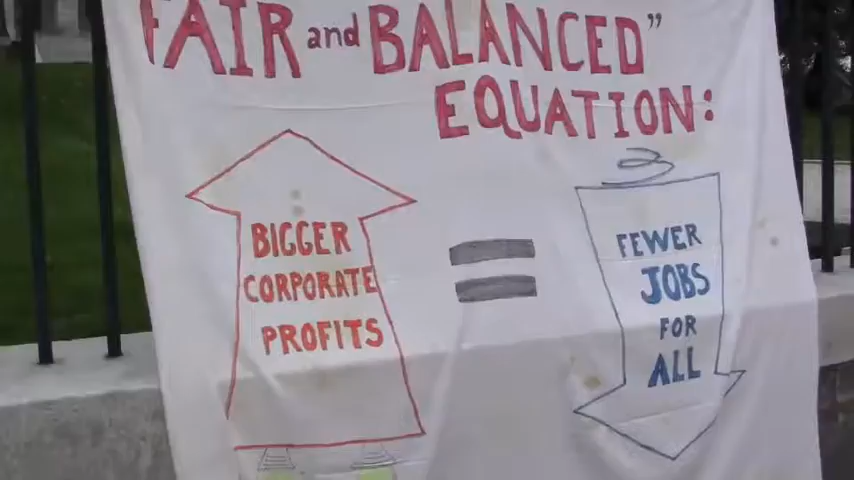 FAIR and BALANCED"
EQUATION:
BIGGER
CORPORATE
PROFITS
=
FEWER
JOBS
FOR
ALL